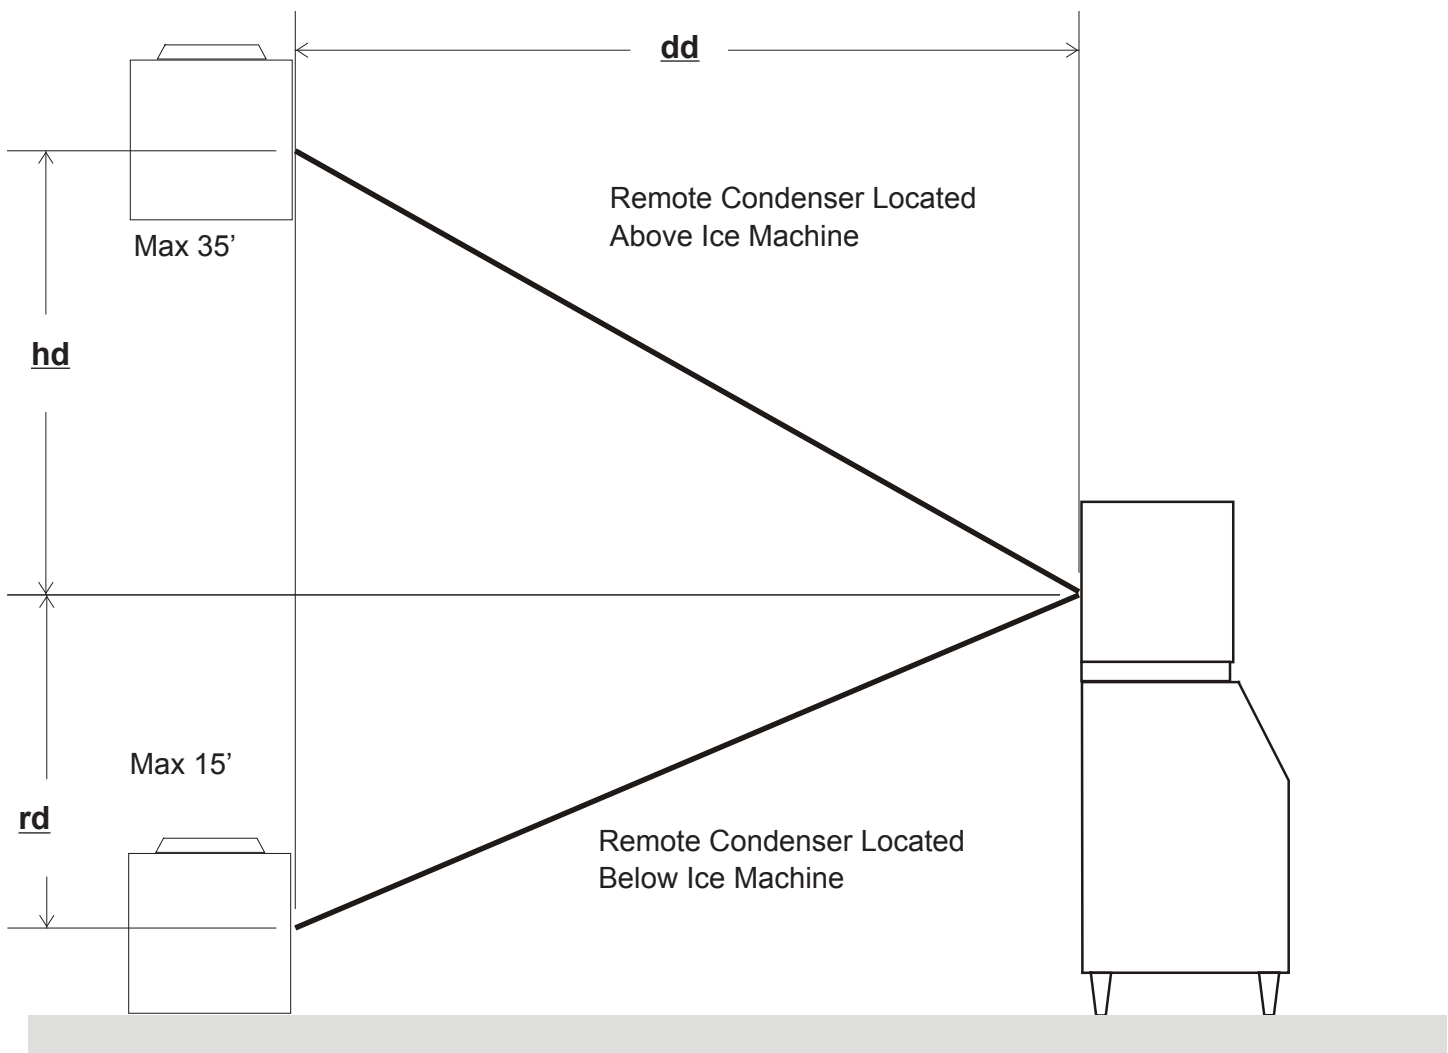 dd
Remote Condenser Located
Above Ice Machine
Max 35’
hd
Max 15’
rd
Remote Condenser Located
Below Ice Machine